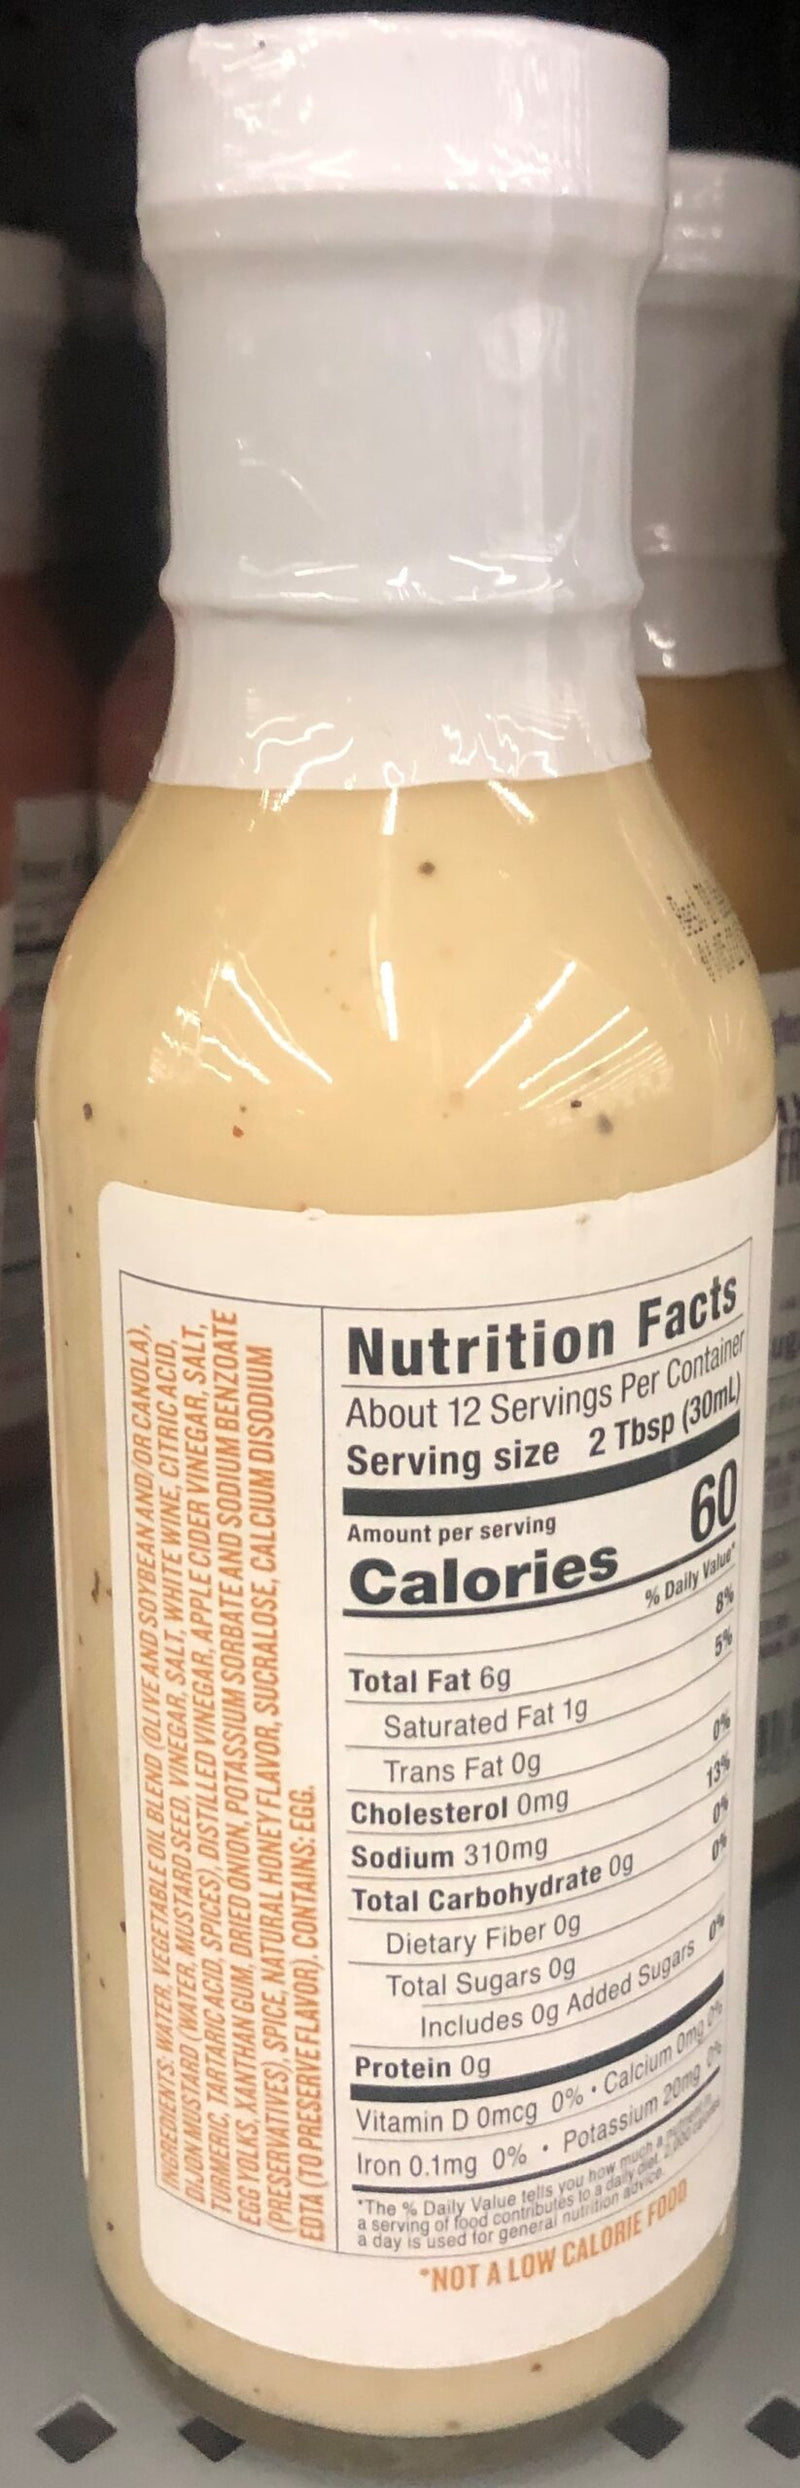 INGREDIENTS: WATER, VEGETABLE OIL BLEND (OLIVE AND SOYBEAN AND/OR CANOLA),
DIJON MUSTARD (WATER, MUSTARD SEED, VINEGAR, SALT, WHITE WINE, CITRIC ACID,
TURMERIC, TARTARIC ACID, SPICES), DISTILLED VINEGAR, APPLE CIDER VINEGAR, SALT,
EGG YOLKS, XANTHAN GUM, DRIED ONION, POTASSIUM SORBATE AND SODIUM BENZOATE
(PRESERVATIVES), SPICE, NATURAL HONEY FLAVOR, SUCRALOSE, CALCIUM DISODIUM
EDTA (TO PRESERVE FLAVOR). CONTAINS: EGG.
Nutrition Facts
About 12 Servings Per Container
Serving size 2 Tbsp (30mL)
Amount per serving
Calories 60
% Daily Value*
Total Fat 6g 8%
Saturated Fat 1g 5%
Trans Fat 0g
Cholesterol 0mg 0%
Sodium 310mg 13%
Total Carbohydrate 0g 0%
Dietary Fiber 0g 0%
Total Sugars 0g
Includes 0g Added Sugars 0%
Protein 0g
Vitamin D 0mcg 0% • Calcium 0mg 0%
Iron 0.1mg 0% • Potassium 20mg 0%
*The % Daily Value tells you how much a nutrient in
a serving of food contributes to a daily diet. 2,000 calories
a day is used for general nutrition advice.
*NOT A LOW CALORIE FOOD